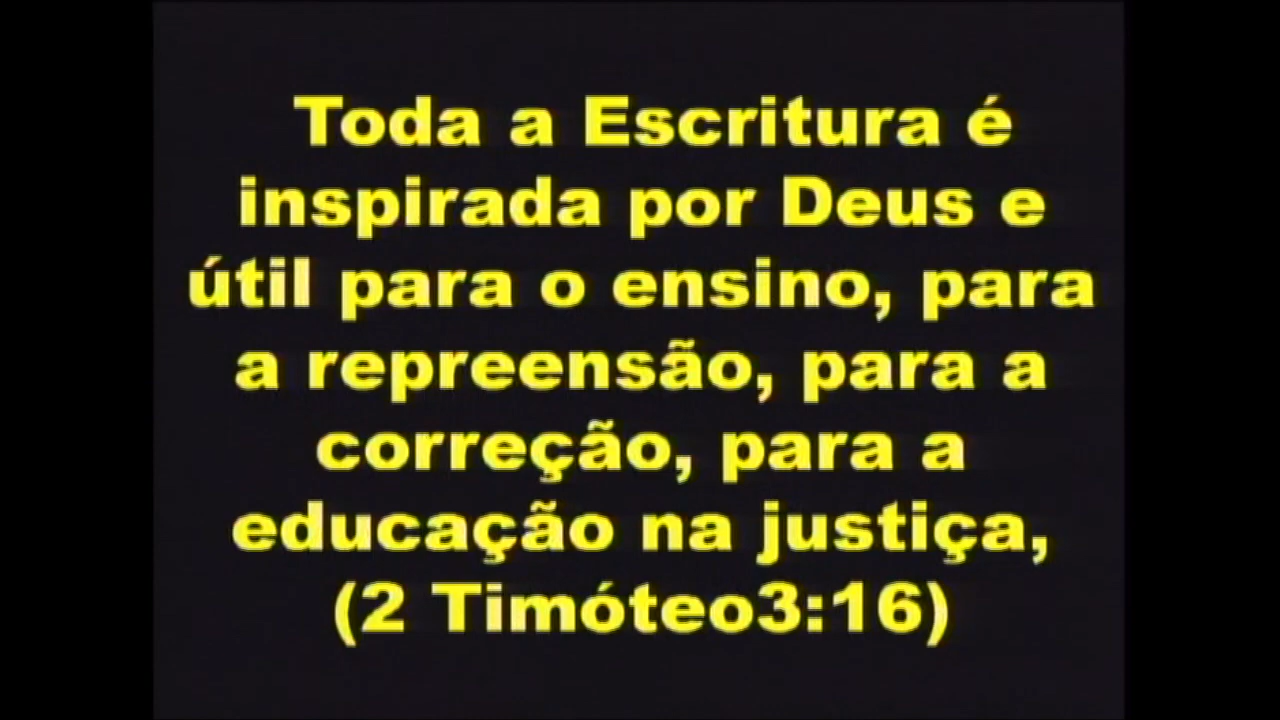 Toda a Escritura é
inspirada por Deus e
útil para o ensino, para
a repreensão, para a
correção, para a
educação na justiça,
(2 Timóteo3:16)